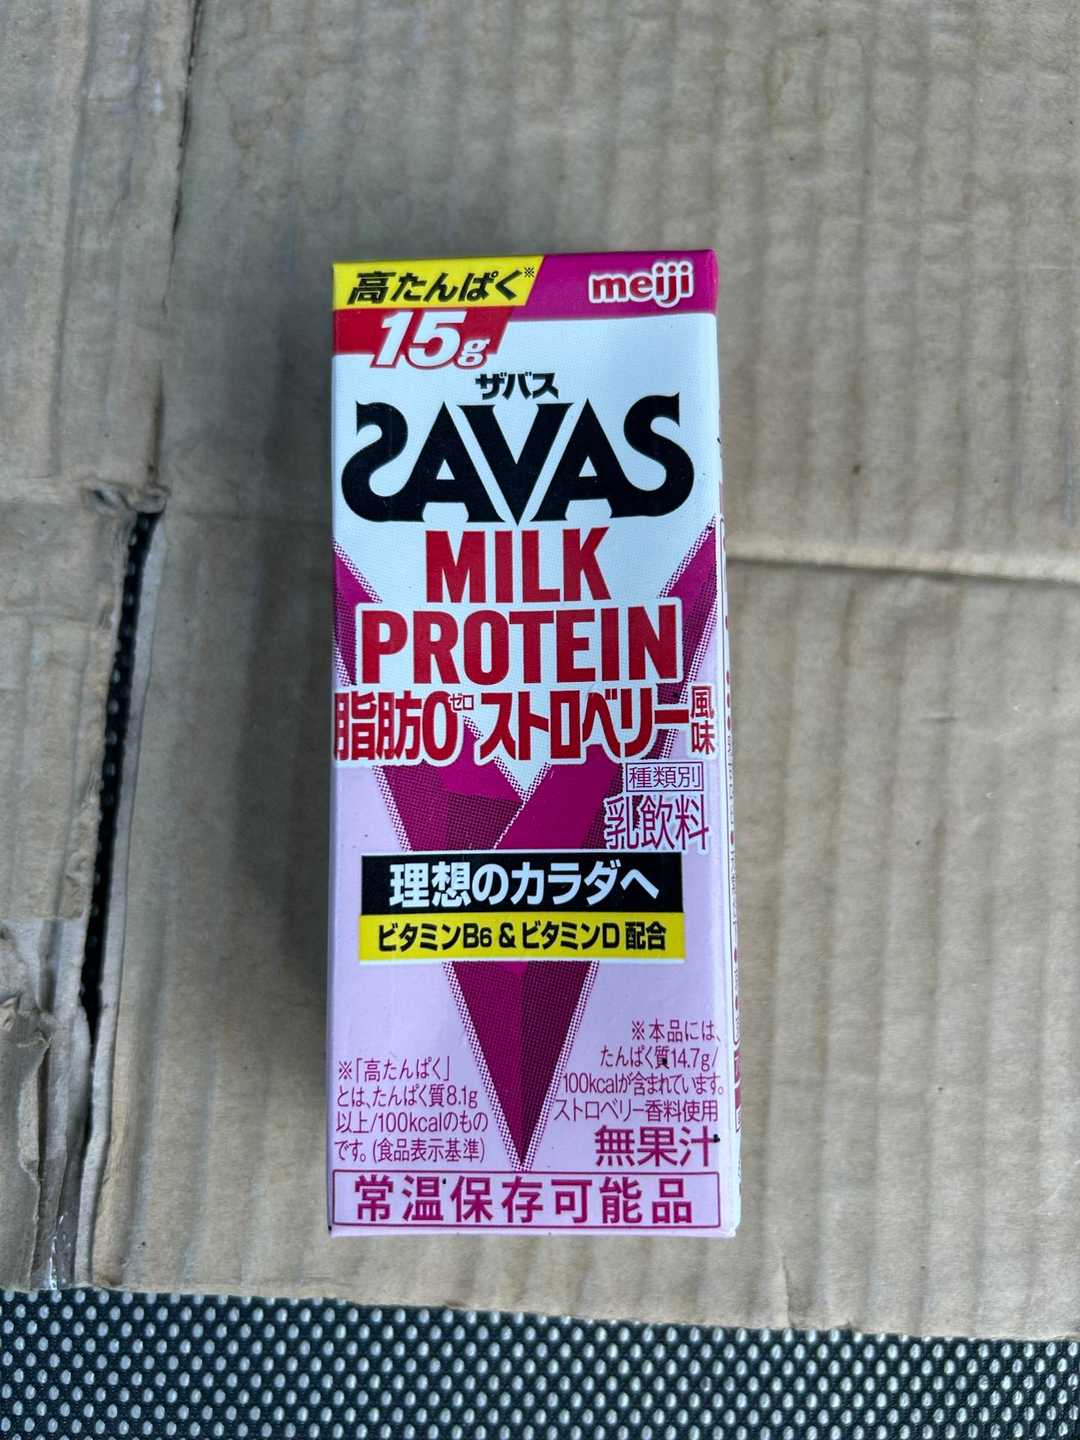 高たんぱく※
meiji
15g
ザバス
SAVAS
MILK
PROTEIN
脂肪0ゼロ ストロベリー風味
種類別
乳飲料
理想のカラダへ
ビタミンB6 & ビタミンD 配合
※「高たんぱく」
とは、たんぱく質8.1g
以上/100kcalのもの
です。(食品表示基準)
※本品には、
たんぱく質14.7g/
100kcalが含まれています。
ストロベリー香料使用
無果汁
常温保存可能品